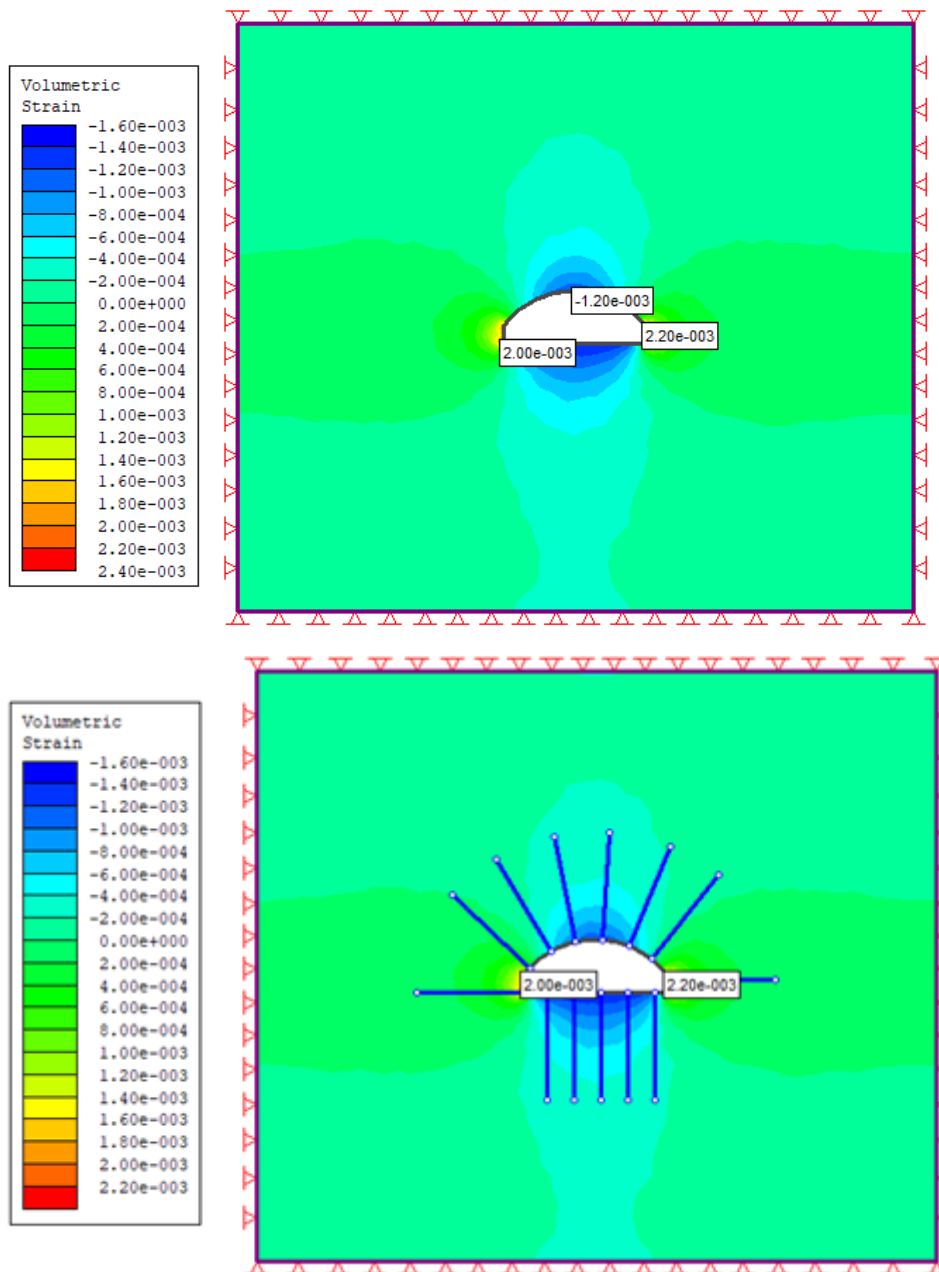 Volumetric
Strain
-1.60e-003
-1.40e-003
-1.20e-003
-1.00e-003
-8.00e-004
-6.00e-004
-4.00e-004
-2.00e-004
0.00e+000
2.00e-004
4.00e-004
6.00e-004
8.00e-004
1.00e-003
1.20e-003
1.40e-003
1.60e-003
1.80e-003
2.00e-003
2.20e-003
2.40e-003
-1.20e-003
2.20e-003
2.00e-003
Volumetric
Strain
-1.60e-003
-1.40e-003
-1.20e-003
-1.00e-003
-8.00e-004
-6.00e-004
-4.00e-004
-2.00e-004
0.00e+000
2.00e-004
4.00e-004
6.00e-004
8.00e-004
1.00e-003
1.20e-003
1.40e-003
1.60e-003
1.80e-003
2.00e-003
2.20e-003
2.00e-003
2.20e-003